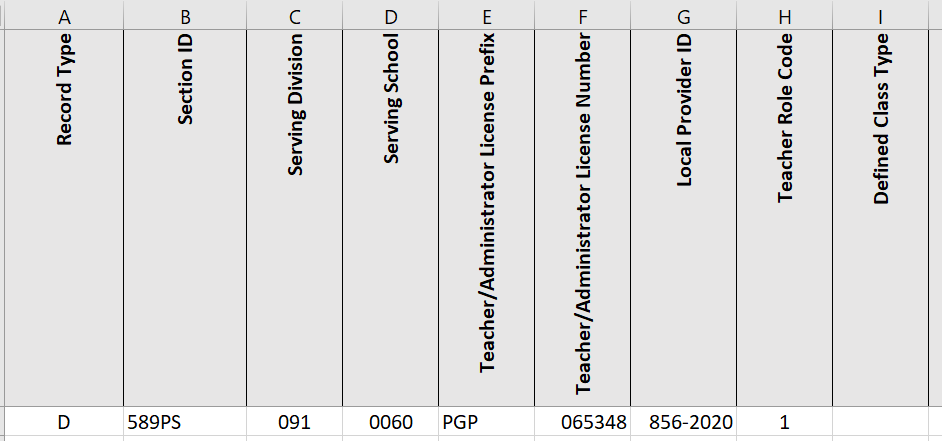 A B C D E F G H I
Record Type
Section ID
Serving Division
Serving School
Teacher/Administrator License Prefix
Teacher/Administrator License Number
Local Provider ID
Teacher Role Code
Defined Class Type
D 589PS 091 0060 PGP 065348 856-2020 1